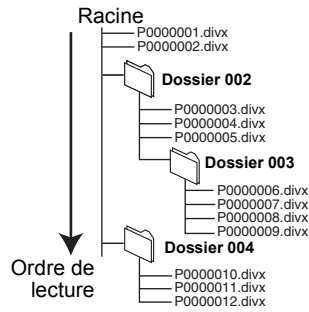 Racine
P0000001.divx
P0000002.divx
Dossier 002
P0000003.divx
P0000004.divx
P0000005.divx
Dossier 003
P0000006.divx
P0000007.divx
P0000008.divx
P0000009.divx
Dossier 004
P0000010.divx
P0000011.divx
P0000012.divx
Ordre de
lecture